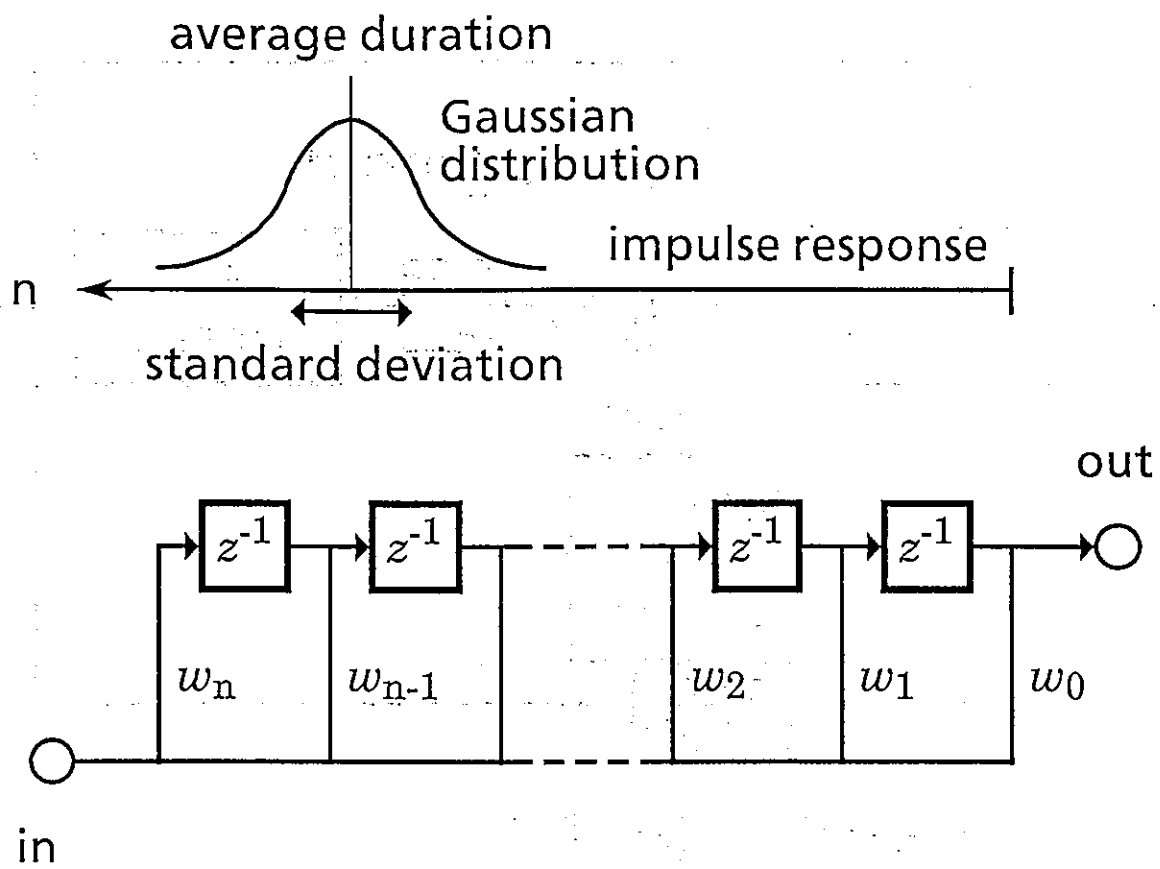 average duration
Gaussian
distribution
impulse response
n
standard deviation
out
z⁻¹ z⁻¹ z⁻¹ z⁻¹
wₙ wₙ₋₁ w₂ w₁ w₀
in